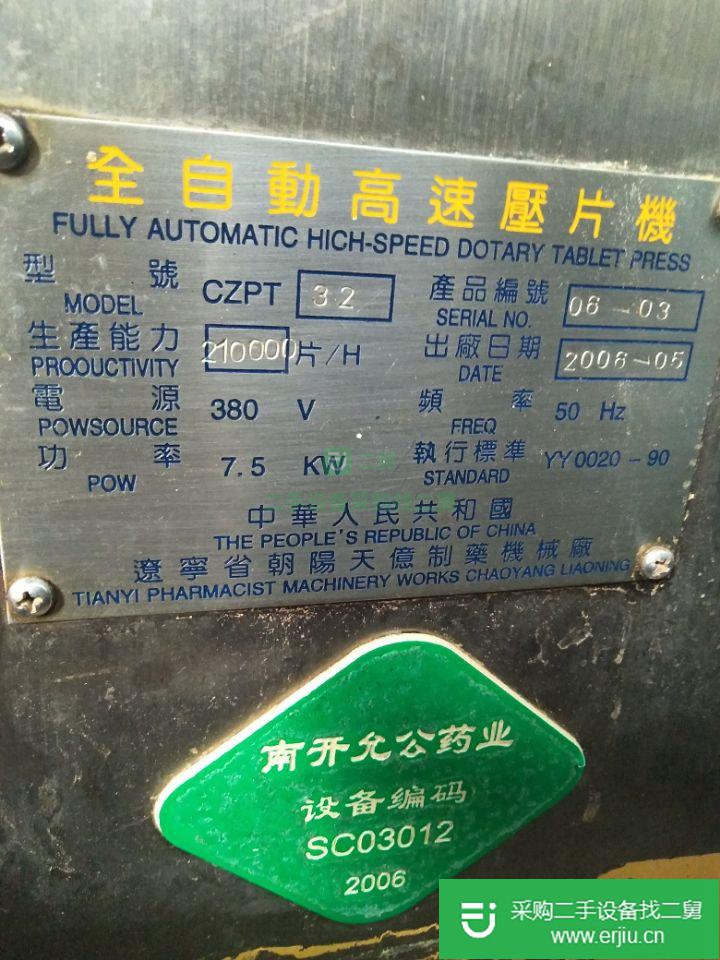 全自動高速壓片機
FULLY AUTOMATIC HICH-SPEED DOTARY TABLET PRESS
型號 CZPT 32 產品編號 06-03
MODEL SERIAL NO.
生產能力 210000片/H 出廠日期 2006-05
PROOUCTIVITY DATE
電源 380 V 頻率 50 Hz
POWSOURCE FREQ
功率 7.5 KW 執行標準 YY0020-90
POW STANDARD
中華人民共和國
THE PEOPLE'S REPUBLIC OF CHINA
遼寧省朝陽天億制藥機械廠
TIANYI PHARMACIST MACHINERY WORKS CHAOYANG LIAONING
南开允公药业
设备编码
SC03012
2006
采购二手设备找二舅
www.erjiu.cn